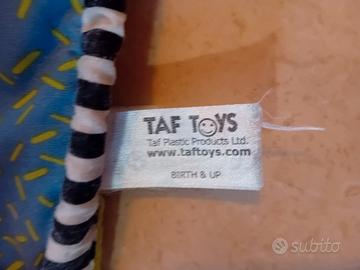 TAF TOYS
Taf Plastic Products Ltd.
www.taftoys.com
BIRTH & UP
subito